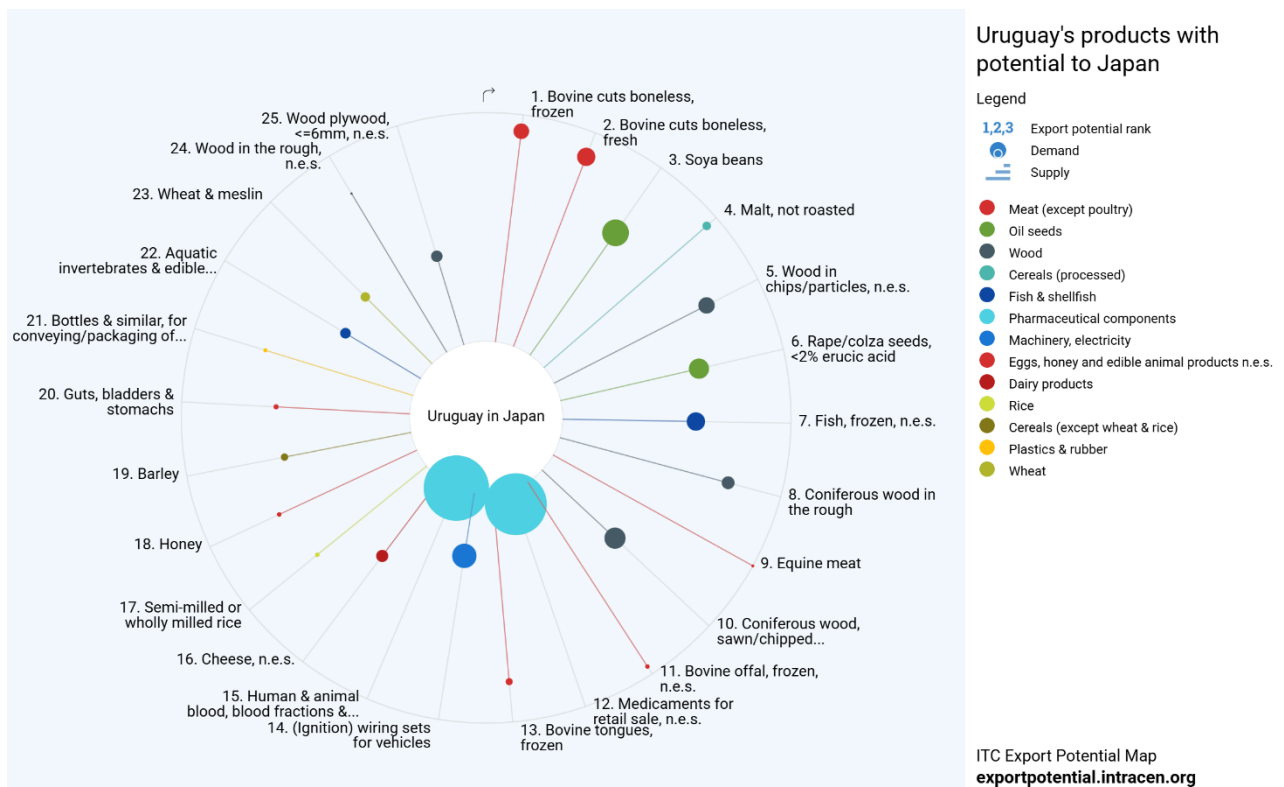 Uruguay's products with
potential to Japan
Legend
1,2,3 Export potential rank
Demand
Supply
Meat (except poultry)
Oil seeds
Wood
Cereals (processed)
Fish & shellfish
Pharmaceutical components
Machinery, electricity
Eggs, honey and edible animal products n.e.s.
Dairy products
Rice
Cereals (except wheat & rice)
Plastics & rubber
Wheat
1. Bovine cuts boneless,
frozen
2. Bovine cuts boneless,
fresh
3. Soya beans
4. Malt, not roasted
5. Wood in
chips/particles, n.e.s.
6. Rape/colza seeds,
<2% erucic acid
7. Fish, frozen, n.e.s.
8. Coniferous wood in
the rough
9. Equine meat
10. Coniferous wood,
sawn/chipped...
11. Bovine offal, frozen,
n.e.s.
12. Medicaments for
retail sale, n.e.s.
13. Bovine tongues,
frozen
14. (Ignition) wiring sets
for vehicles
15. Human & animal
blood, blood fractions &...
16. Cheese, n.e.s.
17. Semi-milled or
wholly milled rice
18. Honey
19. Barley
20. Guts, bladders &
stomachs
21. Bottles & similar, for
conveying/packaging of...
22. Aquatic
invertebrates & edible...
23. Wheat & meslin
24. Wood in the rough,
n.e.s.
25. Wood plywood,
<=6mm, n.e.s.
Uruguay in Japan
ITC Export Potential Map
exportpotential.intracen.org